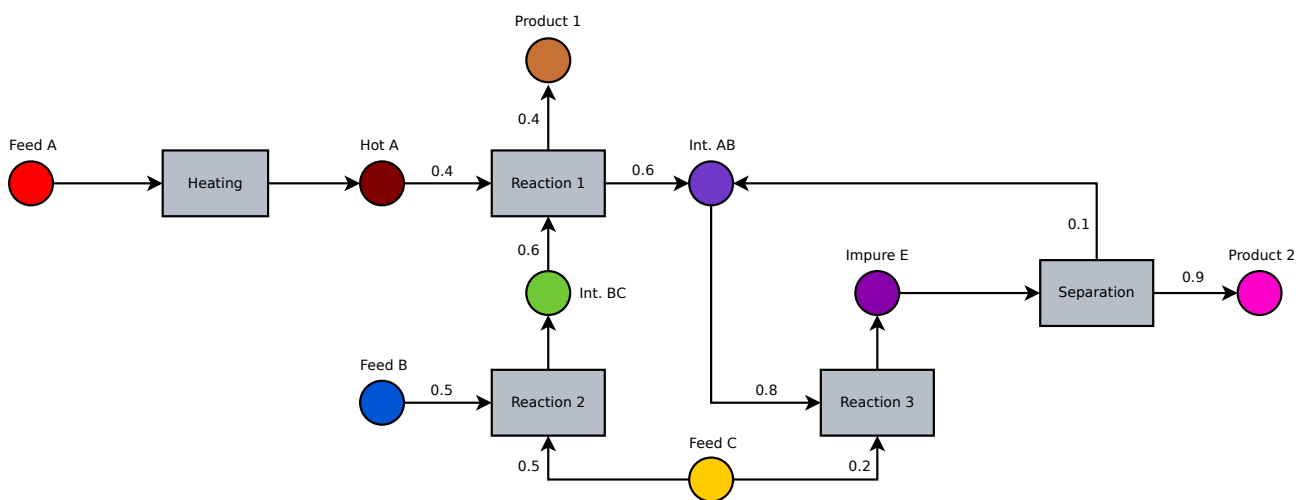 Product 1
0.4
Feed A
Heating
Hot A
0.4
Reaction 1
0.6
Int. AB
0.1
0.6
Int. BC
Impure E
Separation
0.9
Product 2
Feed B
0.5
Reaction 2
0.8
Reaction 3
Feed C
0.5
0.2